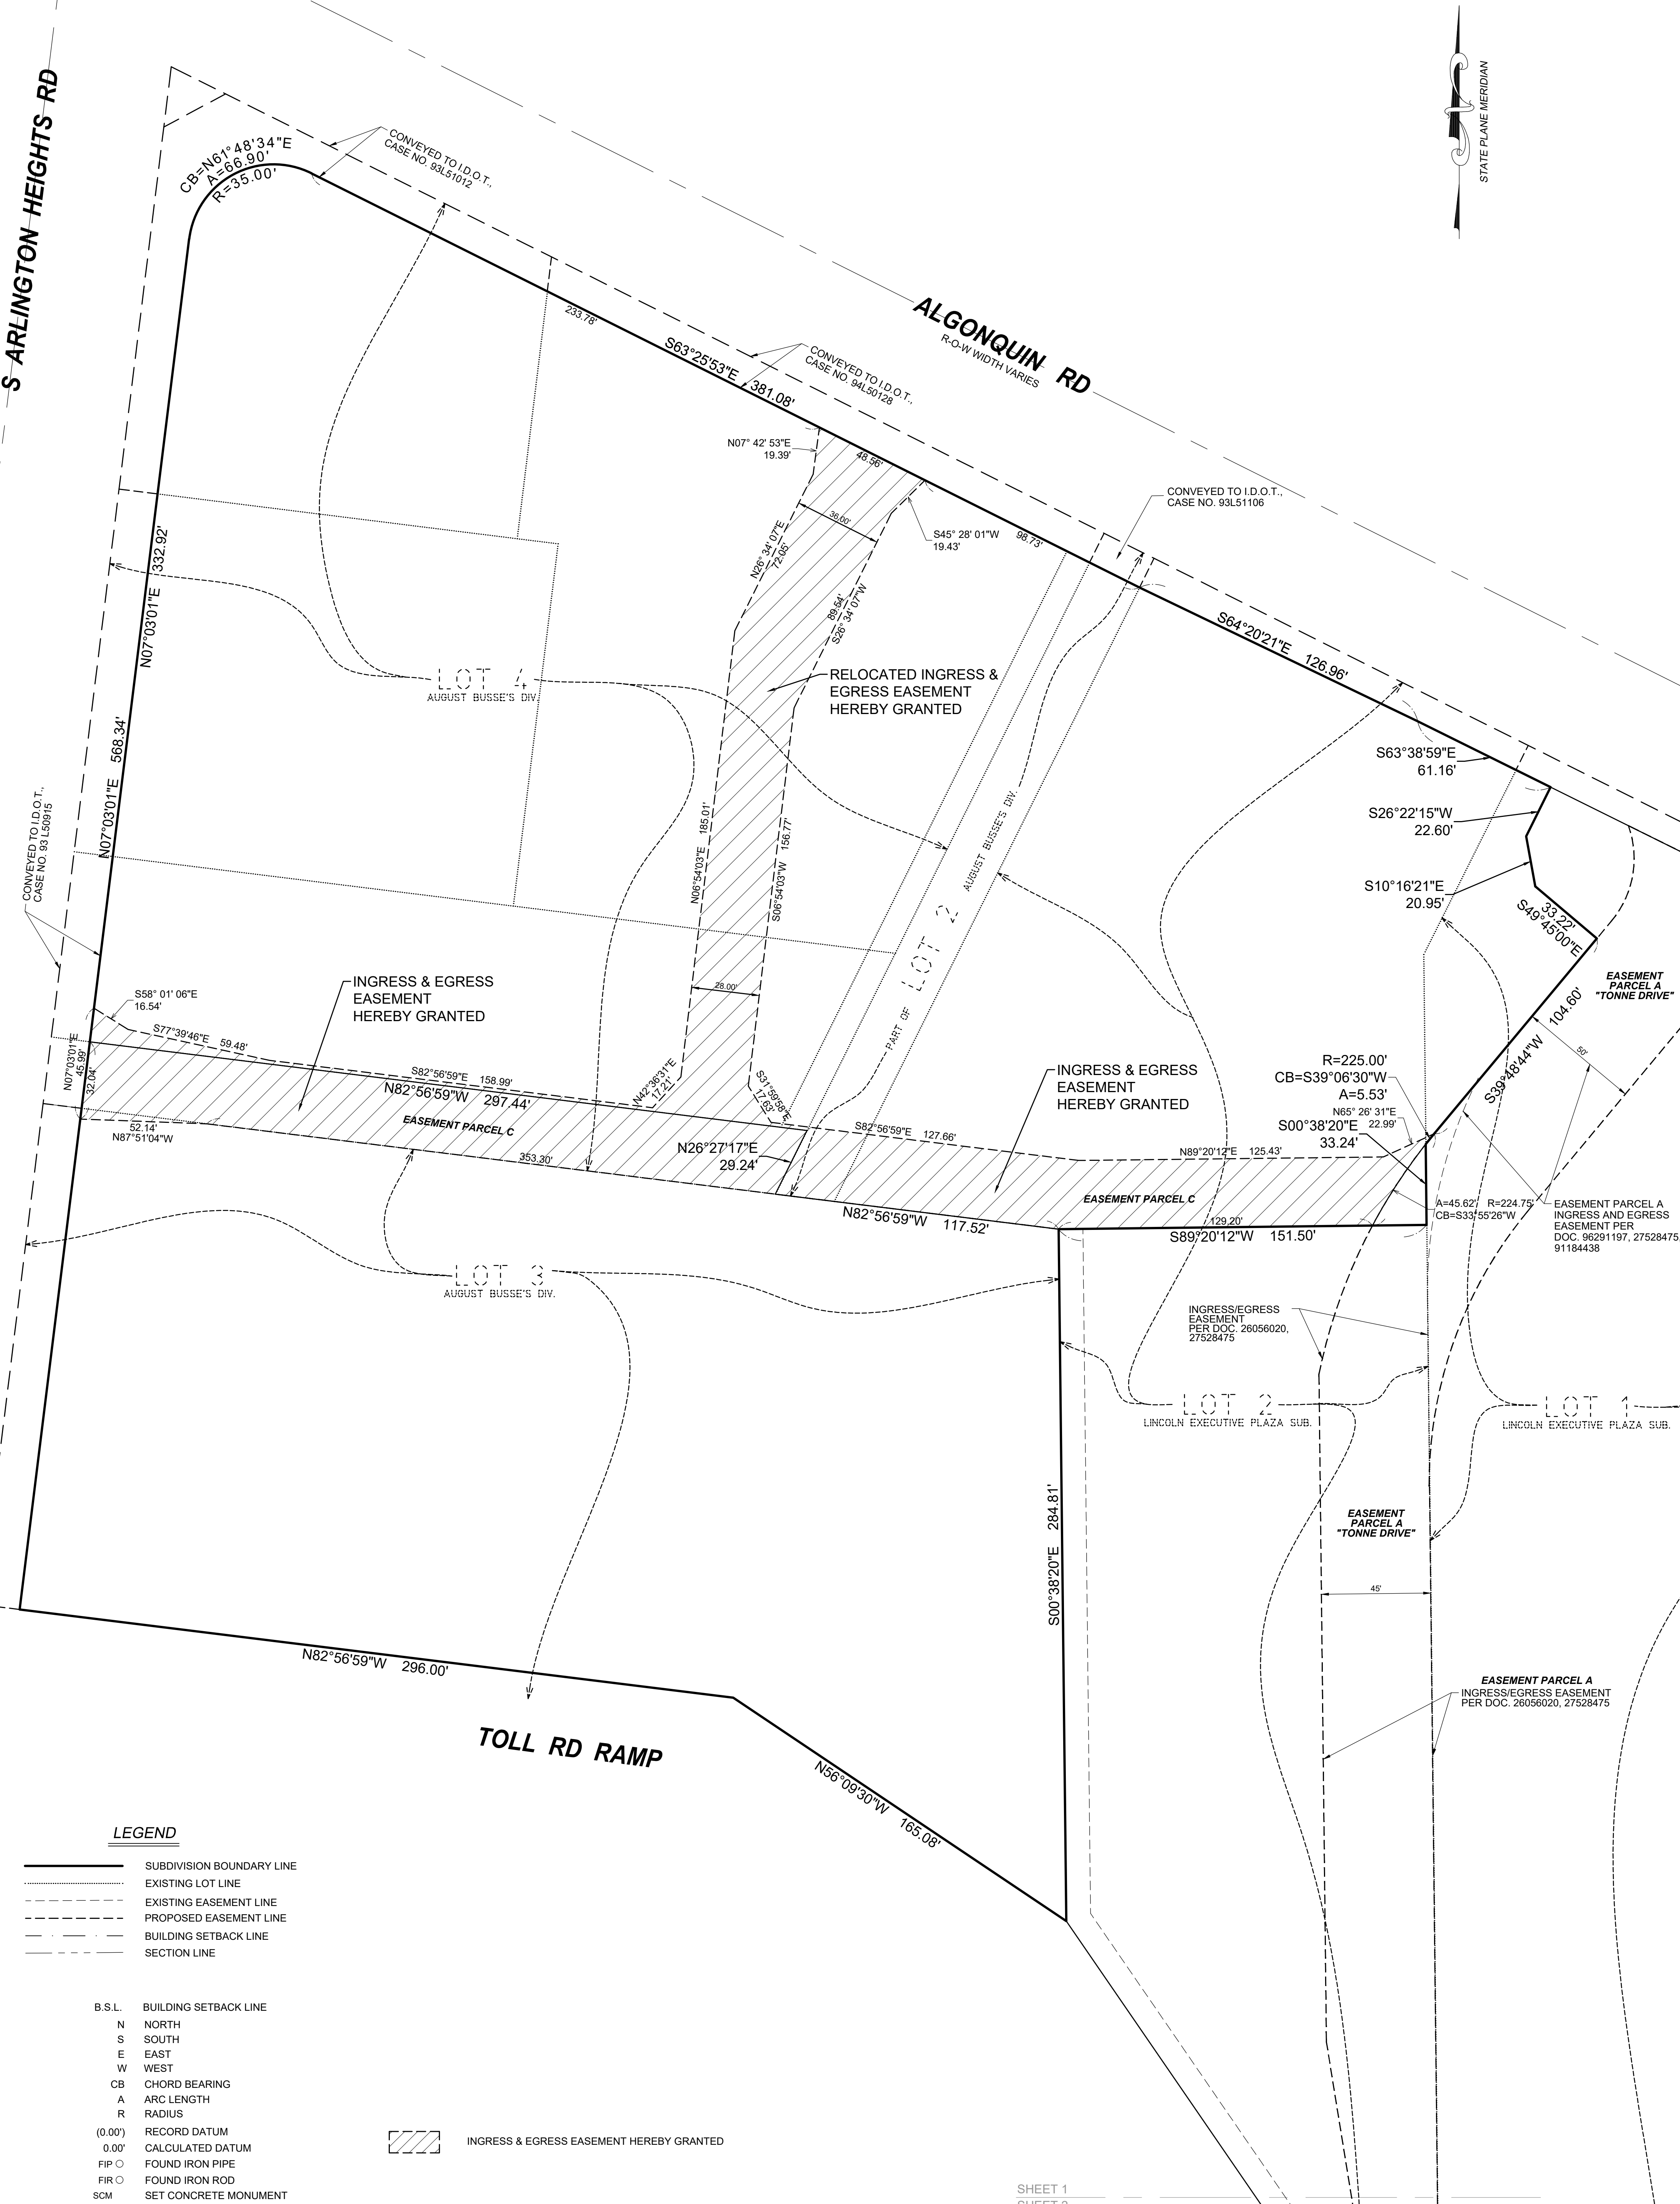 S ARLINGTON HEIGHTS RD
STATE PLANE MERIDIAN
CB=N61°48'34"E
A=66.90'
R=35.00'
CONVEYED TO I.D.O.T.,
CASE NO. 93L51012
ALGONQUIN RD
R-O-W WIDTH VARIES
233.78'
S63°25'53"E 381.08'
CONVEYED TO I.D.O.T.,
CASE NO. 94L50128
N07° 42' 53"E
19.39'
48.56'
36.00'
S45° 28' 01"W
19.43'
98.73'
CONVEYED TO I.D.O.T.,
CASE NO. 93L51106
N26° 34' 07"E
72.05'
89.54'
S26° 34' 07"W
N07°03'01"E 332.92'
N07°03'01"E 568.34'
LOT 4
AUGUST BUSSE'S DIV.
RELOCATED INGRESS &
EGRESS EASEMENT
HEREBY GRANTED
S64°20'21"E 126.96'
S63°38'59"E
61.16'
S26°22'15"W
22.60'
S10°16'21"E
20.95'
33.22'
S49°45'00"E
CONVEYED TO I.D.O.T.,
CASE NO. 93 L50915
N06°54'03"E 185.01'
S06°54'03"W 156.77'
PART OF LOT 2 AUGUST BUSSE'S DIV.
EASEMENT
PARCEL A
"TONNE DRIVE"
S39°48'44"W 104.60'
50'
28.00'
INGRESS & EGRESS
EASEMENT
HEREBY GRANTED
S58° 01' 06"E
16.54'
S77°39'46"E 59.48'
N07°03'01"E
45.99'
32.04'
S82°56'59"E 158.99'
N82°56'59"W 297.44'
EASEMENT PARCEL C
N42°36'31"E
17.21'
S31°59'58"E
17.63'
52.14'
N87°51'04"W
353.30'
N26°27'17"E
29.24'
S82°56'59"E 127.66'
INGRESS & EGRESS
EASEMENT
HEREBY GRANTED
R=225.00'
CB=S39°06'30"W
A=5.53'
N65° 26' 31"E
22.99'
S00°38'20"E
33.24'
N89°20'12"E 125.43'
EASEMENT PARCEL C
N82°56'59"W 117.52'
129.20'
S89°20'12"W 151.50'
A=45.62' R=224.75'
CB=S33°55'26"W
EASEMENT PARCEL A
INGRESS AND EGRESS
EASEMENT PER
DOC. 96291197, 27528475,
91184438
LOT 3
AUGUST BUSSE'S DIV.
INGRESS/EGRESS
EASEMENT
PER DOC. 26056020,
27528475
LOT 2
LINCOLN EXECUTIVE PLAZA SUB.
LOT 1
LINCOLN EXECUTIVE PLAZA SUB.
S00°38'20"E 284.81'
EASEMENT
PARCEL A
"TONNE DRIVE"
45'
N82°56'59"W 296.00'
TOLL RD RAMP
N56°09'30"W 165.08'
EASEMENT PARCEL A
INGRESS/EGRESS EASEMENT
PER DOC. 26056020, 27528475
LEGEND
SUBDIVISION BOUNDARY LINE
EXISTING LOT LINE
EXISTING EASEMENT LINE
PROPOSED EASEMENT LINE
BUILDING SETBACK LINE
SECTION LINE
B.S.L. BUILDING SETBACK LINE
N NORTH
S SOUTH
E EAST
W WEST
CB CHORD BEARING
A ARC LENGTH
R RADIUS
(0.00') RECORD DATUM
0.00' CALCULATED DATUM
FIP FOUND IRON PIPE
FIR FOUND IRON ROD
SCM SET CONCRETE MONUMENT
INGRESS & EGRESS EASEMENT HEREBY GRANTED
SHEET 1